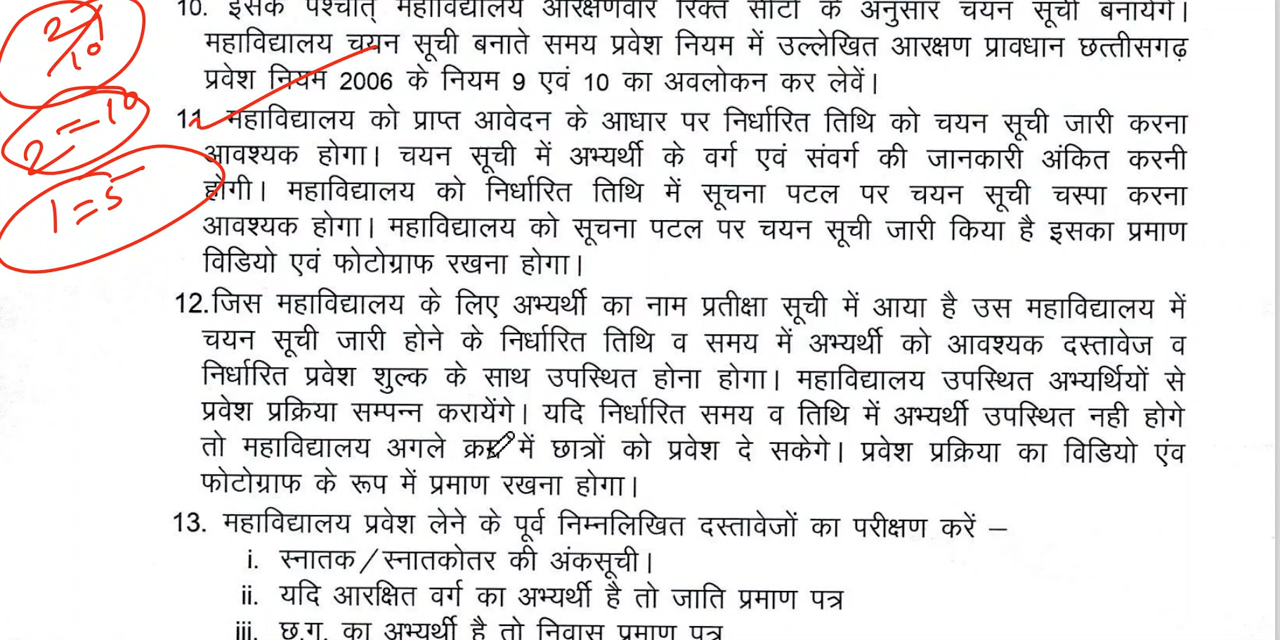 10. इसके पश्चात् महाविद्यालय आरक्षणवार रिक्त सीटों के अनुसार चयन सूची बनायेंगे।
महाविद्यालय चयन सूची बनाते समय प्रवेश नियम में उल्लेखित आरक्षण प्रावधान छत्तीसगढ़
प्रवेश नियम 2006 के नियम 9 एवं 10 का अवलोकन कर लेवें।
11. महाविद्यालय को प्राप्त आवेदन के आधार पर निर्धारित तिथि को चयन सूची जारी करना
आवश्यक होगा। चयन सूची में अभ्यर्थी के वर्ग एवं संवर्ग की जानकारी अंकित करनी
होगी। महाविद्यालय को निर्धारित तिथि में सूचना पटल पर चयन सूची चस्पा करना
आवश्यक होगा। महाविद्यालय को सूचना पटल पर चयन सूची जारी किया है इसका प्रमाण
विडियो एवं फोटोग्राफ रखना होगा।
12.जिस महाविद्यालय के लिए अभ्यर्थी का नाम प्रतीक्षा सूची में आया है उस महाविद्यालय में
चयन सूची जारी होने के निर्धारित तिथि व समय में अभ्यर्थी को आवश्यक दस्तावेज व
निर्धारित प्रवेश शुल्क के साथ उपस्थित होना होगा। महाविद्यालय उपस्थित अभ्यर्थियों से
प्रवेश प्रक्रिया सम्पन्न करायेंगे। यदि निर्धारित समय व तिथि में अभ्यर्थी उपस्थित नही होगे
तो महाविद्यालय अगले में छात्रों को प्रवेश दे सकेगे। प्रवेश प्रक्रिया का विडियो एंव
फोटोग्राफ के रूप में प्रमाण रखना होगा।
13. महाविद्यालय प्रवेश लेने के पूर्व निम्नलिखित दस्तावेजों का परीक्षण करें –
i. स्नातक/स्नातकोतर की अंकसूची।
ii. यदि आरक्षित वर्ग का अभ्यर्थी है तो जाति प्रमाण पत्र
iii. छ.ग. का अभ्यर्थी है तो निवास प्रमाण पत्र
2=10
1=5